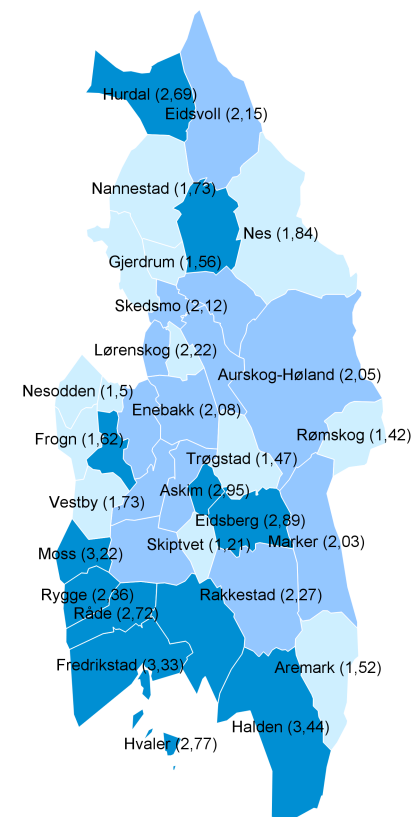 Hurdal (2,69)
Eidsvoll (2,15)
Nannestad (1,73)
Nes (1,84)
Gjerdrum (1,56)
Skedsmo (2,12)
Lørenskog (2,22)
Aurskog-Høland (2,05)
Nesodden (1,5)
Enebakk (2,08)
Frogn (1,62)
Rømskog (1,42)
Trøgstad (1,47)
Askim (2,95)
Vestby (1,73)
Eidsberg (2,89)
Marker (2,03)
Skiptvet (1,21)
Moss (3,22)
Rygge (2,36)
Rakkestad (2,27)
Råde (2,72)
Fredrikstad (3,33)
Aremark (1,52)
Halden (3,44)
Hvaler (2,77)